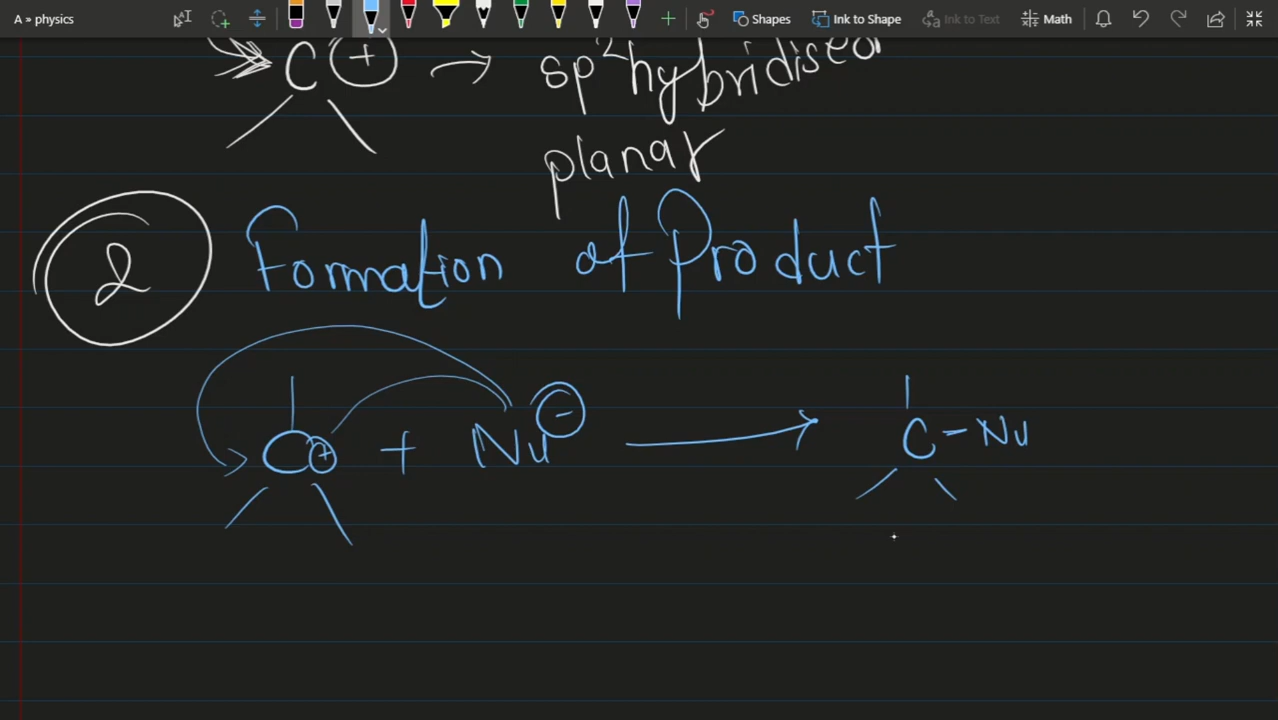 A » physics
Shapes
Ink to Shape
Ink to Text
Math
C + → sp2 hybridised
planar
2 Formation of Product
C+ + Nu- → C-Nu